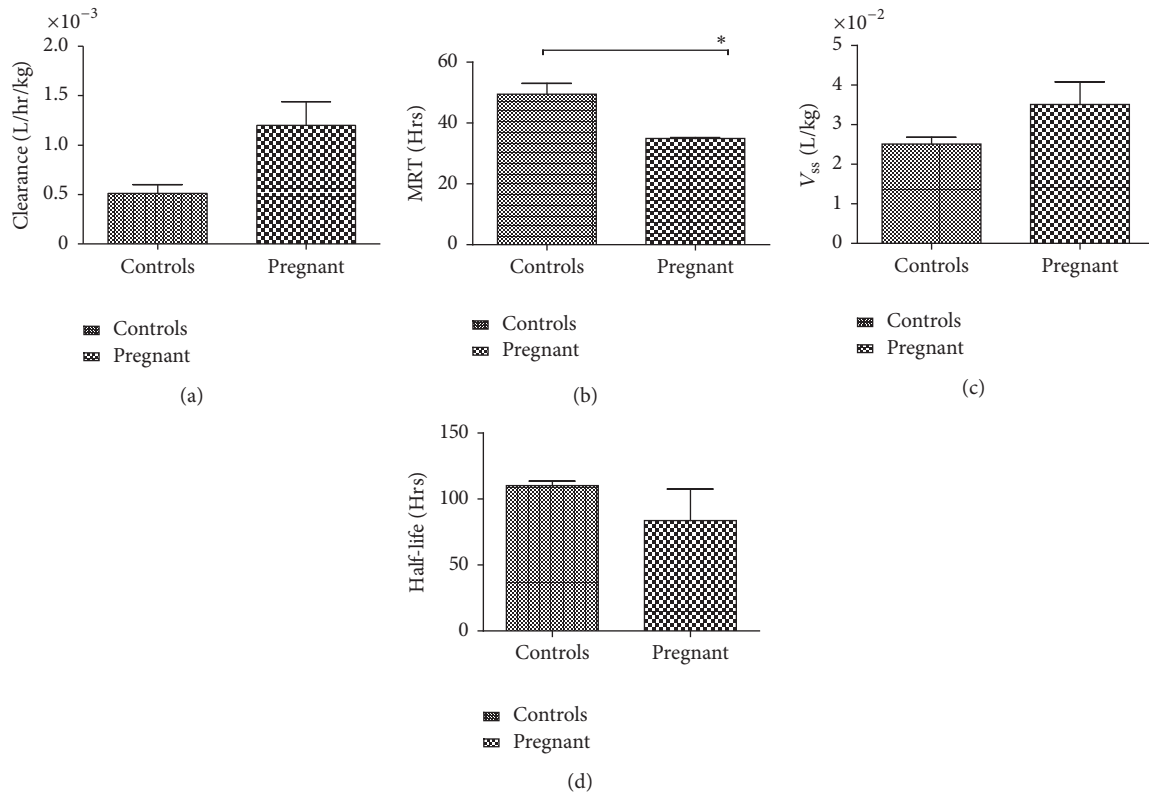 ×10⁻³
Clearance (L/hr/kg)
2.0
1.5
1.0
0.5
0
Controls Pregnant
Controls
Pregnant
(a)
*
MRT (Hrs)
60
40
20
0
Controls Pregnant
Controls
Pregnant
(b)
×10⁻²
Vss (L/kg)
5
4
3
2
1
0
Controls Pregnant
Controls
Pregnant
(c)
Half-life (Hrs)
150
100
50
0
Controls Pregnant
Controls
Pregnant
(d)